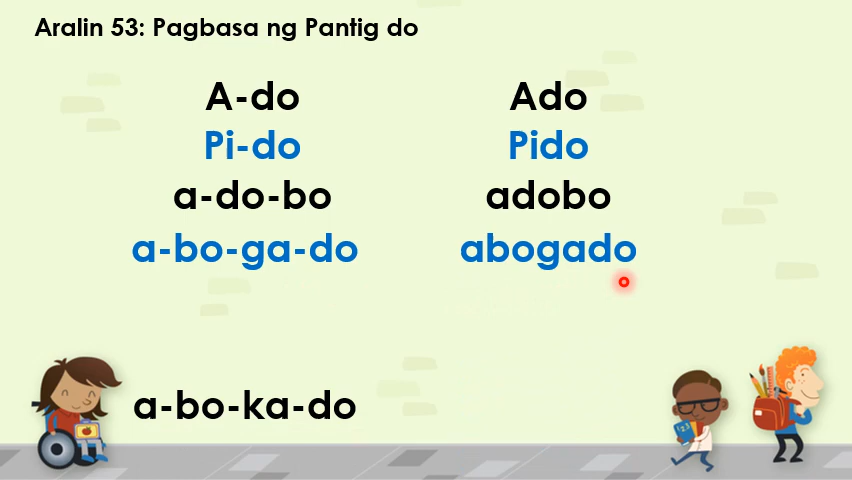 Aralin 53: Pagbasa ng Pantig do
A-do Ado
Pi-do Pido
a-do-bo adobo
a-bo-ga-do abogado
a-bo-ka-do